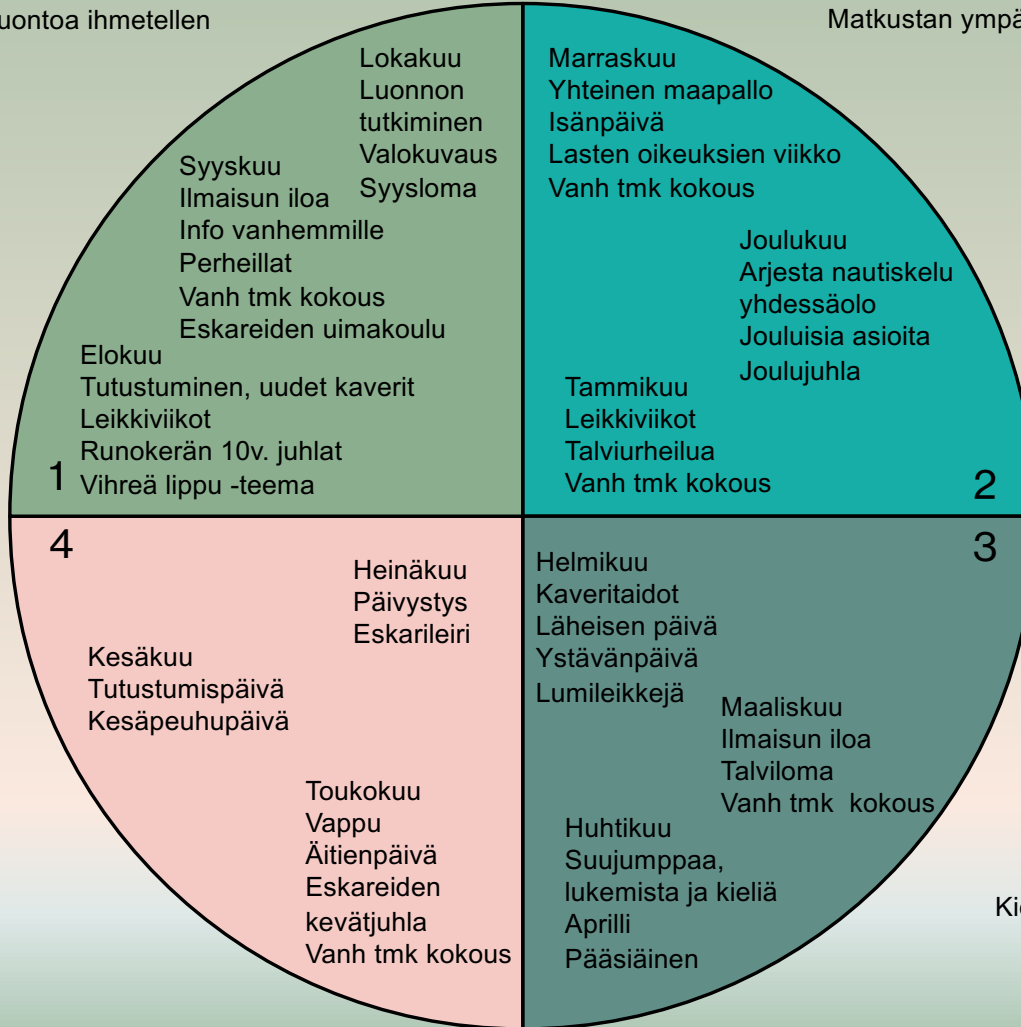 uontoa ihmetellen
Matkustan ympä
Lokakuu
Luonnon
tutkiminen
Valokuvaus
Syysloma
Syyskuu
Ilmaisun iloa
Info vanhemmille
Perheillat
Vanh tmk kokous
Eskareiden uimakoulu
Elokuu
Tutustuminen, uudet kaverit
Leikkiviikot
Runokerän 10v. juhlat
Vihreä lippu -teema
1
Marraskuu
Yhteinen maapallo
Isänpäivä
Lasten oikeuksien viikko
Vanh tmk kokous
Joulukuu
Arjesta nautiskelu
yhdessäolo
Jouluisia asioita
Joulujuhla
Tammikuu
Leikkiviikot
Talviurheilua
Vanh tmk kokous
2
3
Helmikuu
Kaveritaidot
Läheisen päivä
Ystävänpäivä
Lumileikkejä
Maaliskuu
Ilmaisun iloa
Talviloma
Vanh tmk  kokous
Huhtikuu
Suujumppaa,
lukemista ja kieliä
Aprilli
Pääsiäinen
4
Heinäkuu
Päivystys
Eskarileiri
Kesäkuu
Tutustumispäivä
Kesäpeuhupäivä
Toukokuu
Vappu
Äitienpäivä
Eskareiden
kevätjuhla
Vanh tmk kokous